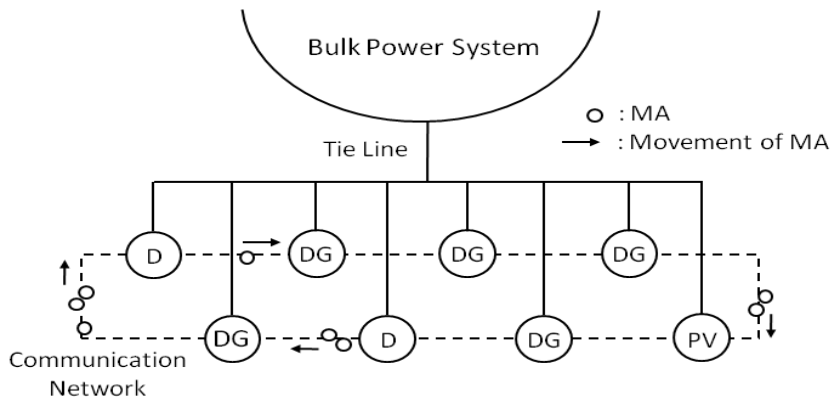 Bulk Power System
: MA
: Movement of MA
Tie Line
D
DG
DG
DG
DG
D
DG
PV
Communication
Network